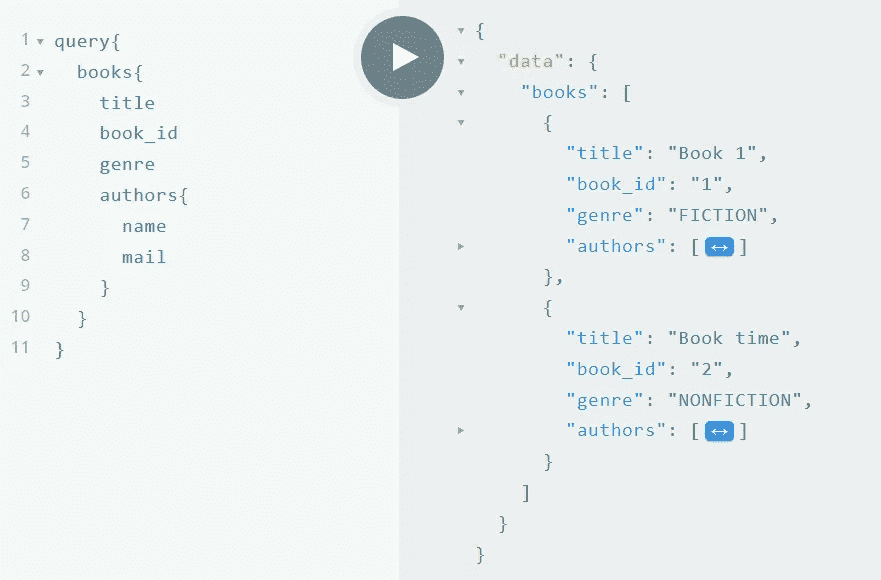 1 query{
2   books{
3     title
4     book_id
5     genre
6     authors{
7       name
8       mail
9     }
10   }
11 }
{
  "data": {
    "books": [
      {
        "title": "Book 1",
        "book_id": "1",
        "genre": "FICTION",
        "authors": [↔]
      },
      {
        "title": "Book time",
        "book_id": "2",
        "genre": "NONFICTION",
        "authors": [↔]
      }
    ]
  }
}